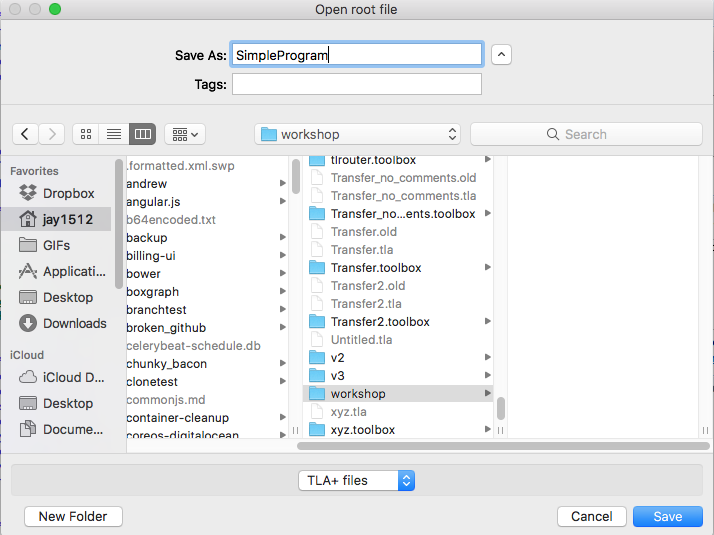 Open root file
Save As: SimpleProgram
Tags:
workshop
Search
Favorites
Dropbox
jay1512
GIFs
Applicati...
Desktop
Downloads
iCloud
iCloud D...
Desktop
Docume...
.formatted.xml.swp
andrew
angular.js
b64encoded.txt
backup
billing-ui
bower
boxgraph
branchtest
broken_github
celerybeat-schedule.db
chunky_bacon
clonetest
commonjs.md
container-cleanup
coreos-digitalocean
tlrouter.toolbox
Transfer_no_comments.old
Transfer_no_comments.tla
Transfer_no...ents.toolbox
Transfer.old
Transfer.tla
Transfer.toolbox
Transfer2.old
Transfer2.tla
Transfer2.toolbox
Untitled.tla
v2
v3
workshop
xyz.tla
xyz.toolbox
TLA+ files
New Folder
Cancel
Save